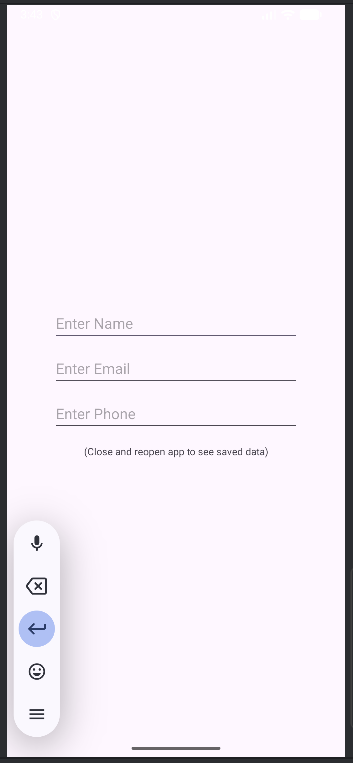 Enter Name
Enter Email
Enter Phone
(Close and reopen app to see saved data)